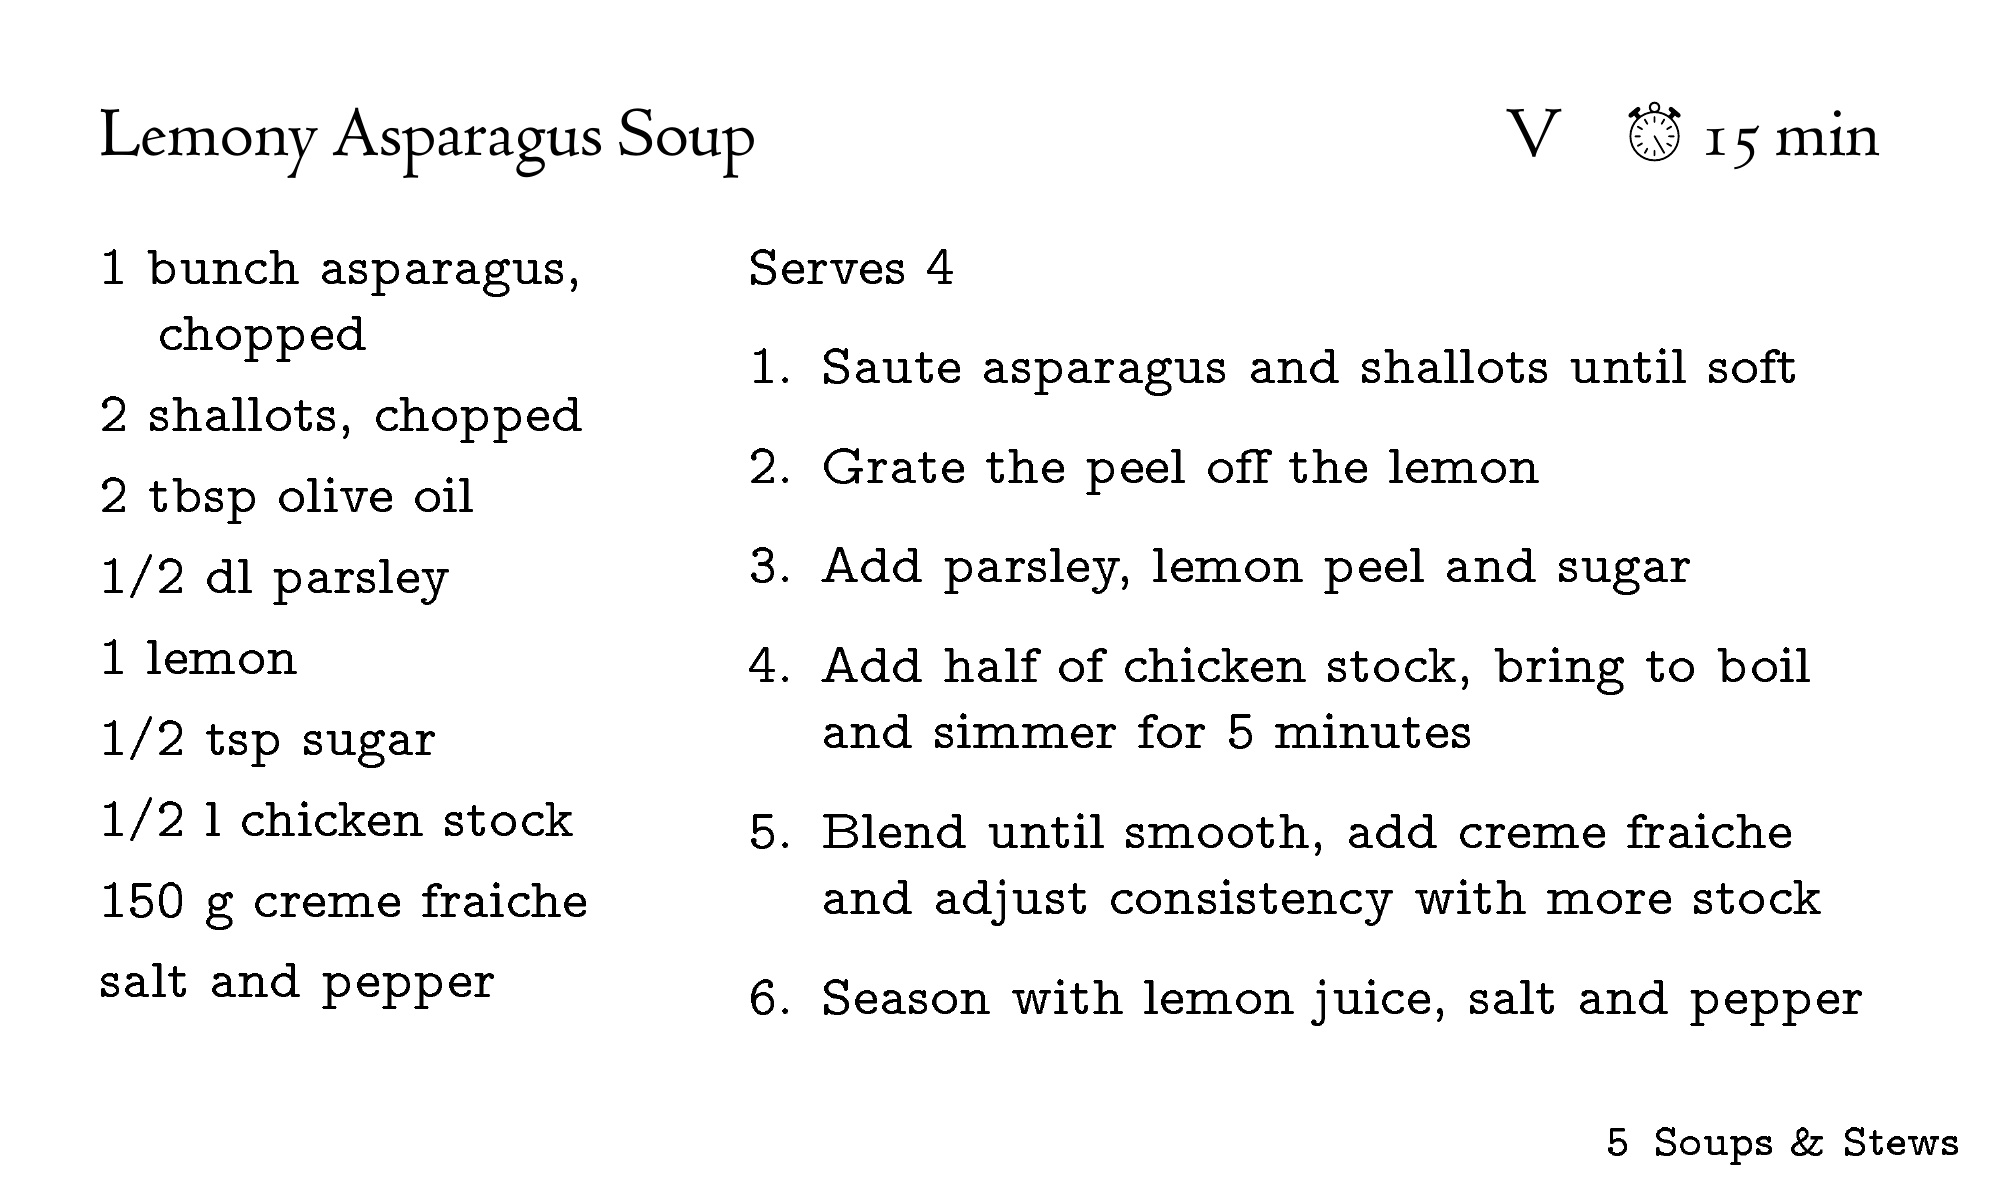 Lemony Asparagus Soup
V 15 min
1 bunch asparagus,
chopped
2 shallots, chopped
2 tbsp olive oil
1/2 dl parsley
1 lemon
1/2 tsp sugar
1/2 l chicken stock
150 g creme fraiche
salt and pepper
Serves 4
1. Saute asparagus and shallots until soft
2. Grate the peel off the lemon
3. Add parsley, lemon peel and sugar
4. Add half of chicken stock, bring to boil
and simmer for 5 minutes
5. Blend until smooth, add creme fraiche
and adjust consistency with more stock
6. Season with lemon juice, salt and pepper
5 Soups & Stews